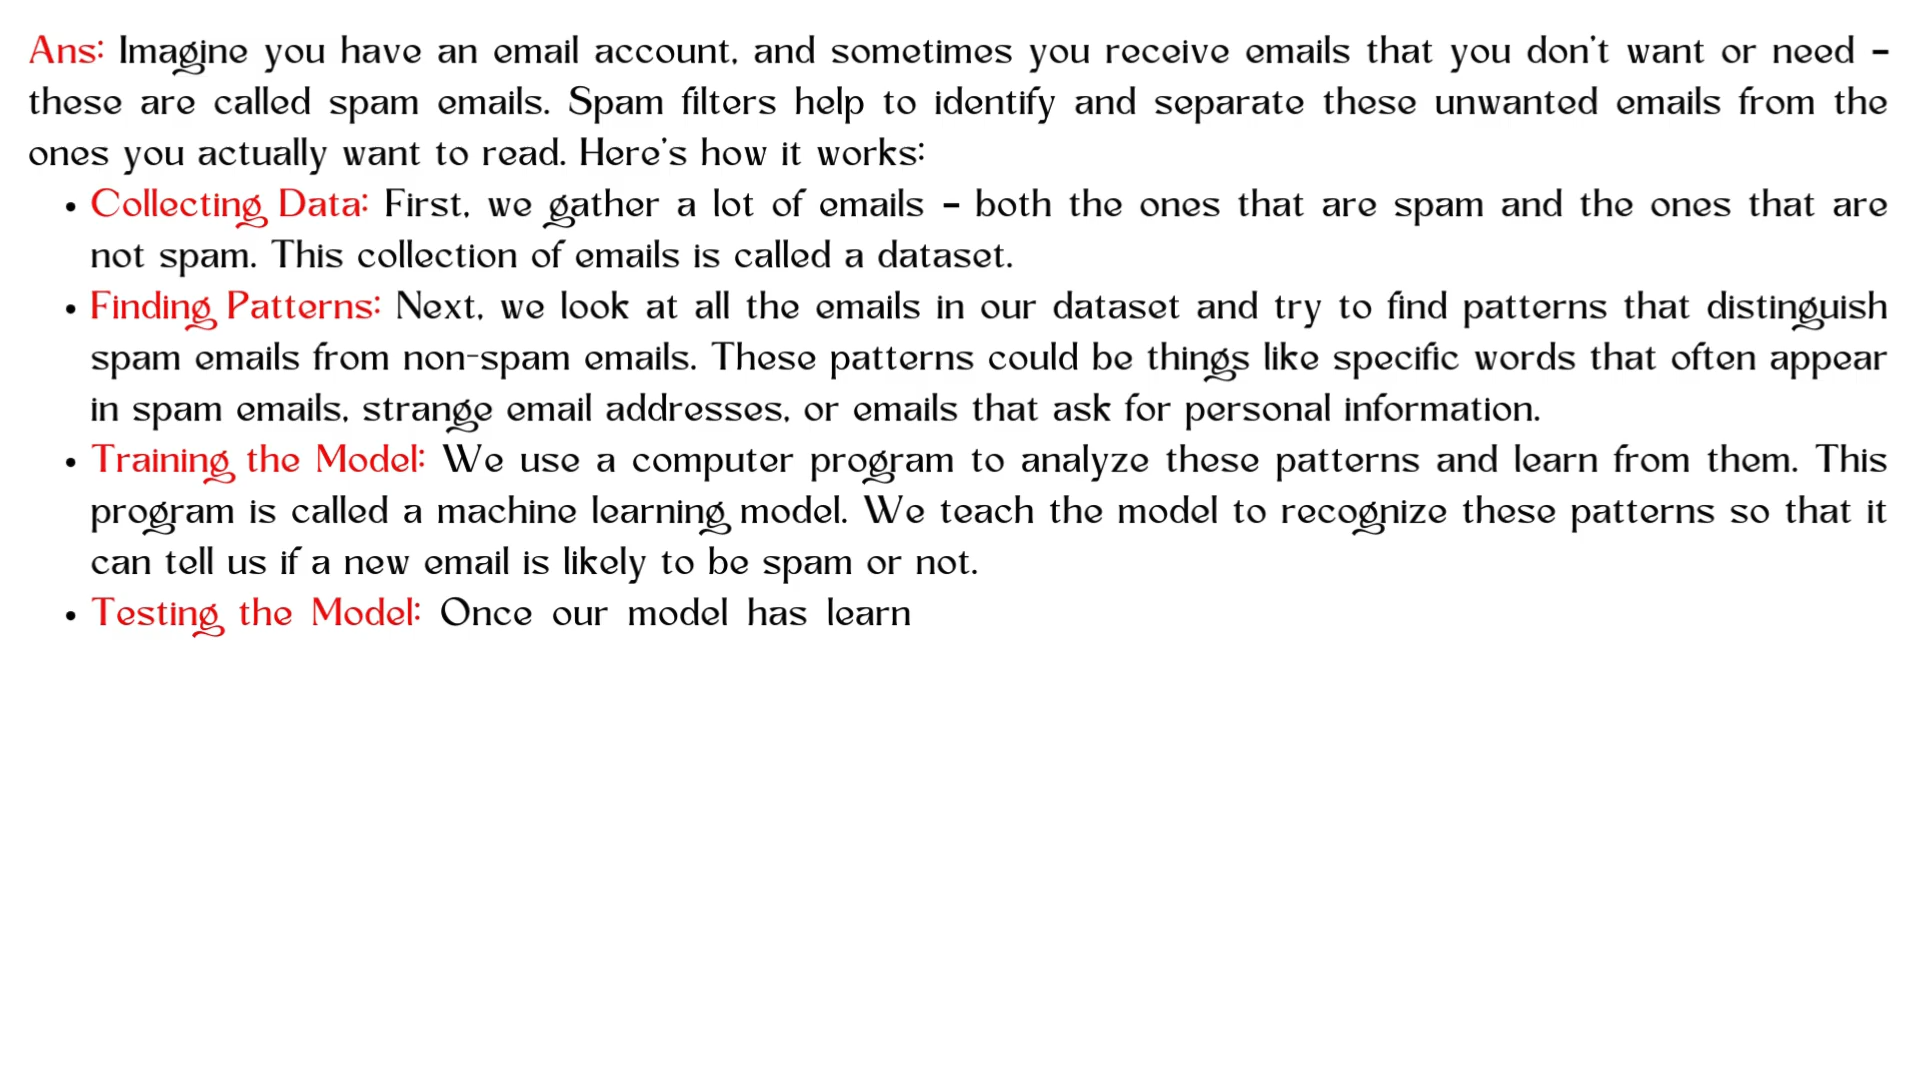 Ans: Imagine you have an email account, and sometimes you receive emails that you don't want or need –
these are called spam emails. Spam filters help to identify and separate these unwanted emails from the
ones you actually want to read. Here's how it works:
• Collecting Data: First, we gather a lot of emails – both the ones that are spam and the ones that are
not spam. This collection of emails is called a dataset.
• Finding Patterns: Next, we look at all the emails in our dataset and try to find patterns that distinguish
spam emails from non-spam emails. These patterns could be things like specific words that often appear
in spam emails, strange email addresses, or emails that ask for personal information.
• Training the Model: We use a computer program to analyze these patterns and learn from them. This
program is called a machine learning model. We teach the model to recognize these patterns so that it
can tell us if a new email is likely to be spam or not.
• Testing the Model: Once our model has learn